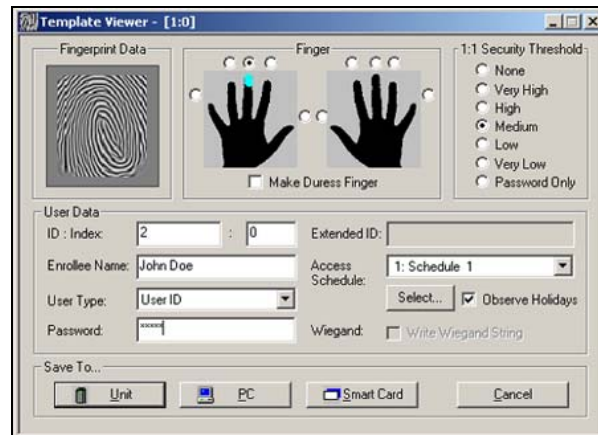 Template Viewer - [1:0]
Fingerprint Data
Finger
Make Duress Finger
1:1 Security Threshold
None
Very High
High
Medium
Low
Very Low
Password Only
User Data
ID : Index: 2 : 0
Extended ID:
Enrollee Name: John Doe
Access Schedule: 1: Schedule 1
User Type: User ID
Select... Observe Holidays
Password: xxxxx
Wiegand: Write Wiegand String
Save To...
Unit PC Smart Card Cancel